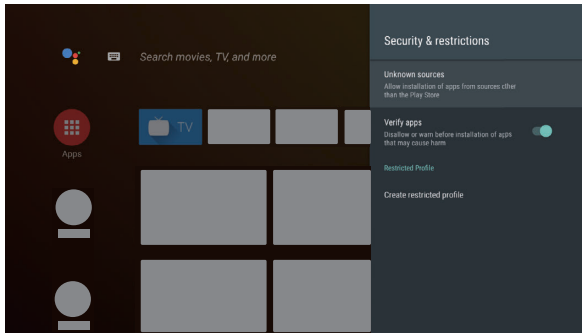 Search movies, TV, and more
TV
Apps
Security & restrictions
Unknown sources
Allow installation of apps from sources other
than the Play Store
Verify apps
Disallow or warn before installation of apps
that may cause harm
Restricted Profile
Create restricted profile